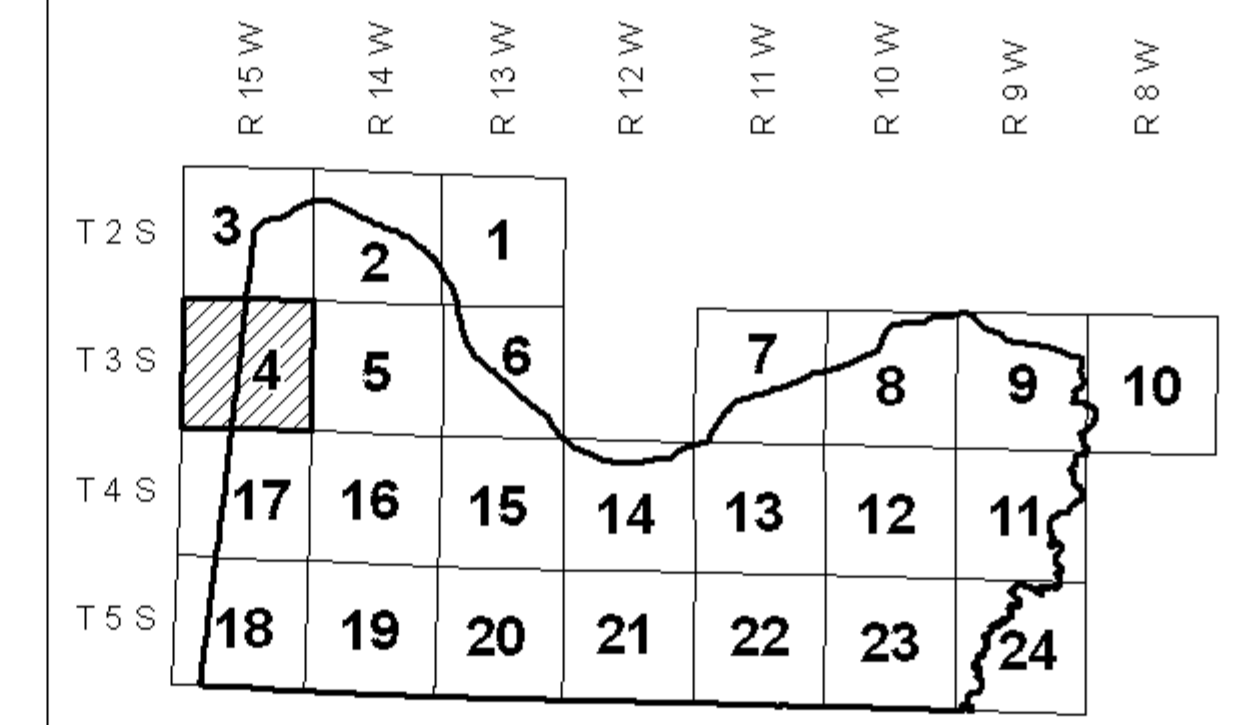 R 15 W R 14 W R 13 W R 12 W R 11 W R 10 W R 9 W R 8 W
T 2 S 3 2 1
T 3 S 4 5 6 7 8 9 10
T 4 S 17 16 15 14 13 12 11
T 5 S 18 19 20 21 22 23 24